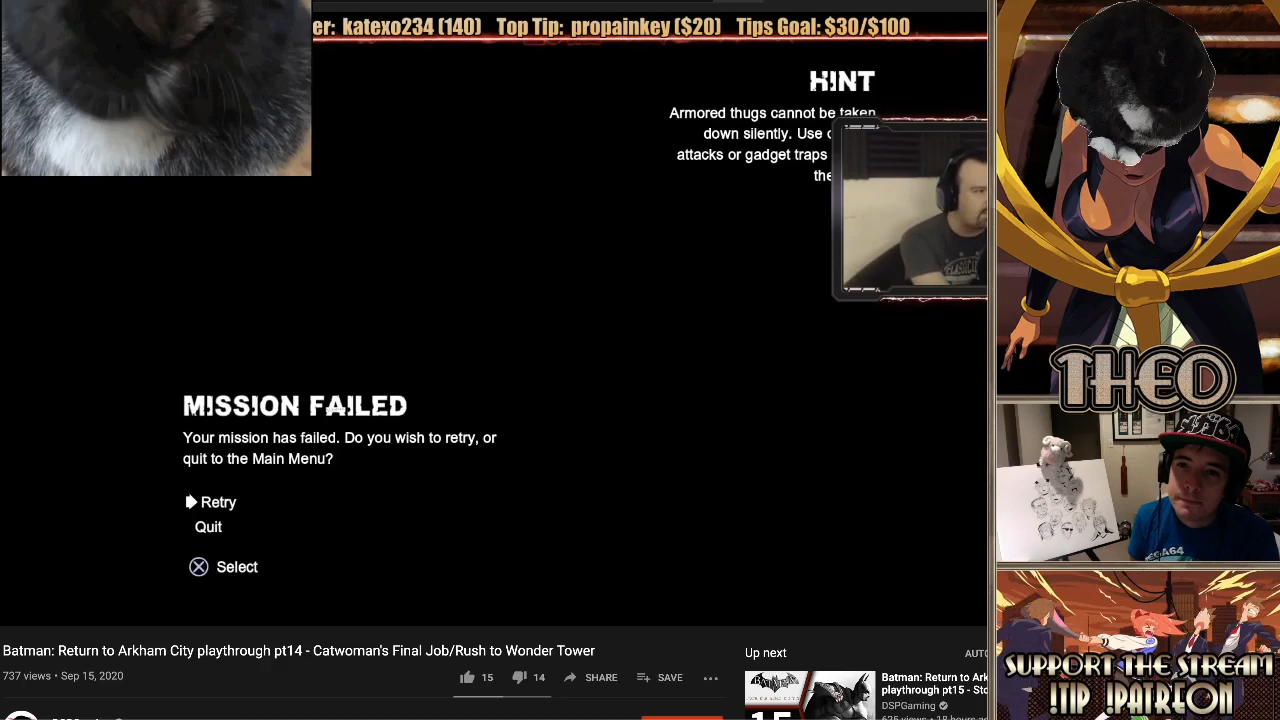 er: katexo234 (140) Top Tip: propainkey ($20) Tips Goal: $30/$100
HINT
Armored thugs cannot be taken
down silently. Use
attacks or gadget traps
MISSION FAILED
Your mission has failed. Do you wish to retry, or
quit to the Main Menu?
Retry
Quit
Select
Batman: Return to Arkham City playthrough pt14 - Catwoman's Final Job/Rush to Wonder Tower
737 views • Sep 15, 2020
15
14
SHARE
SAVE
Up next
Batman: Return to Ark
playthrough pt15 - Sto
DSPGaming
THEO
SUPPORT THE STREAM
!TIP !PATREON